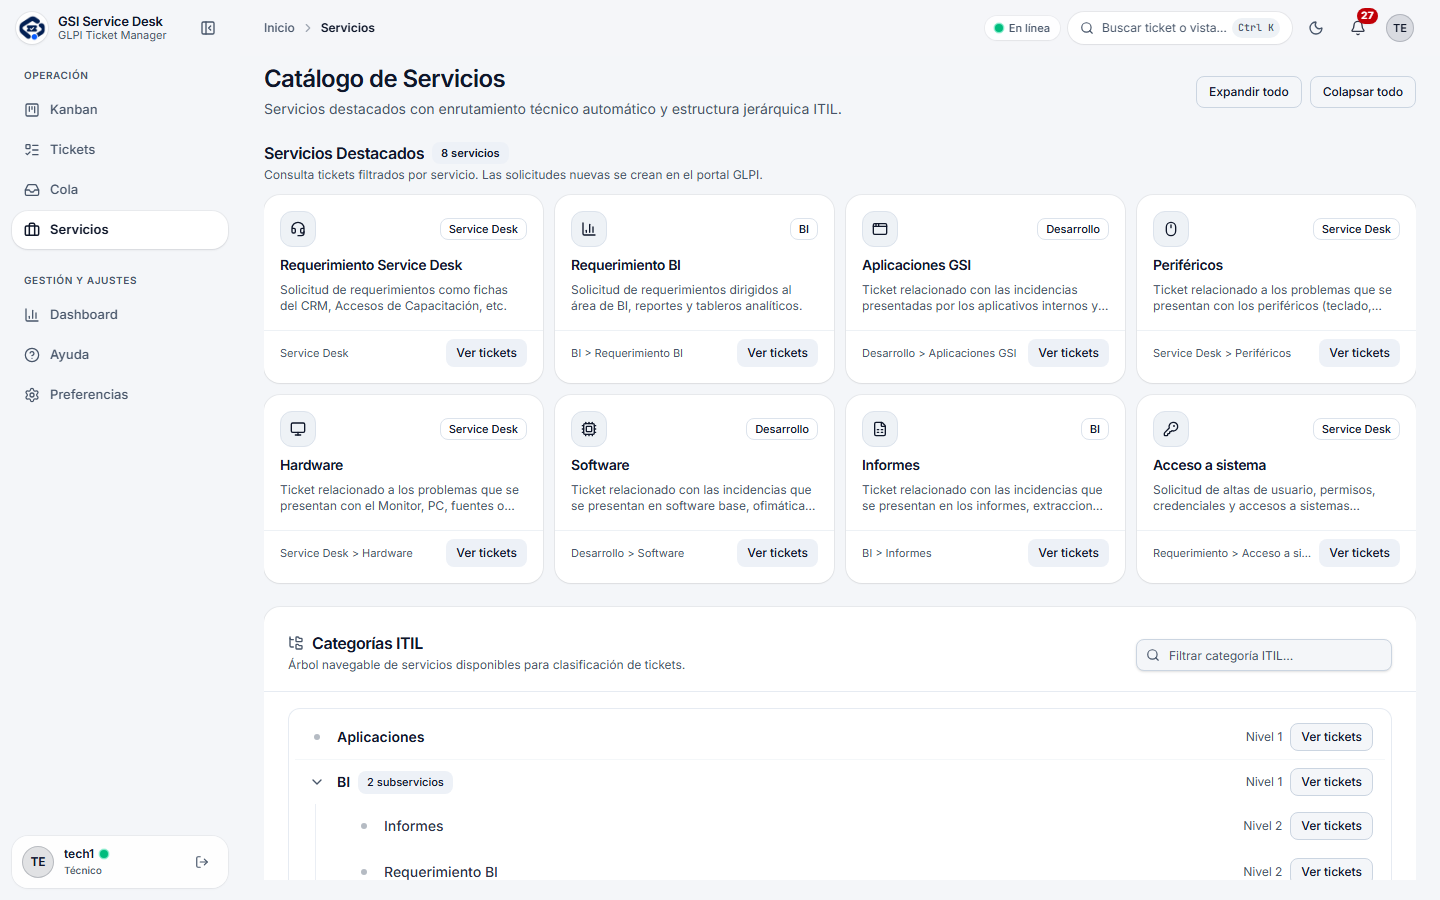 GSI Service Desk
GLPI Ticket Manager
OPERACIÓN
Kanban
Tickets
Cola
Servicios
GESTIÓN Y AJUSTES
Dashboard
Ayuda
Preferencias
TE
tech1
Técnico
Inicio > Servicios
En línea
Buscar ticket o vista... Ctrl K
27
TE
Catálogo de Servicios
Servicios destacados con enrutamiento técnico automático y estructura jerárquica ITIL.
Expandir todo
Colapsar todo
Servicios Destacados 8 servicios
Consulta tickets filtrados por servicio. Las solicitudes nuevas se crean en el portal GLPI.
Service Desk
Requerimiento Service Desk
Solicitud de requerimientos como fichas
del CRM, Accesos de Capacitación, etc.
Service Desk
Ver tickets
BI
Requerimiento BI
Solicitud de requerimientos dirigidos al
área de BI, reportes y tableros analíticos.
BI > Requerimiento BI
Ver tickets
Desarrollo
Aplicaciones GSI
Ticket relacionado con las incidencias
presentadas por los aplicativos internos y...
Desarrollo > Aplicaciones GSI
Ver tickets
Service Desk
Periféricos
Ticket relacionado a los problemas que se
presentan con los periféricos (teclado,...
Service Desk > Periféricos
Ver tickets
Service Desk
Hardware
Ticket relacionado a los problemas que se
presentan con el Monitor, PC, fuentes o...
Service Desk > Hardware
Ver tickets
Desarrollo
Software
Ticket relacionado con las incidencias que
se presentan en software base, ofimática...
Desarrollo > Software
Ver tickets
BI
Informes
Ticket relacionado con las incidencias que
se presentan en los informes, extraccion...
BI > Informes
Ver tickets
Service Desk
Acceso a sistema
Solicitud de altas de usuario, permisos,
credenciales y accesos a sistemas...
Requerimiento > Acceso a si...
Ver tickets
Categorías ITIL
Árbol navegable de servicios disponibles para clasificación de tickets.
Filtrar categoría ITIL...
Aplicaciones Nivel 1 Ver tickets
BI 2 subservicios Nivel 1 Ver tickets
Informes Nivel 2 Ver tickets
Requerimiento BI Nivel 2 Ver tickets